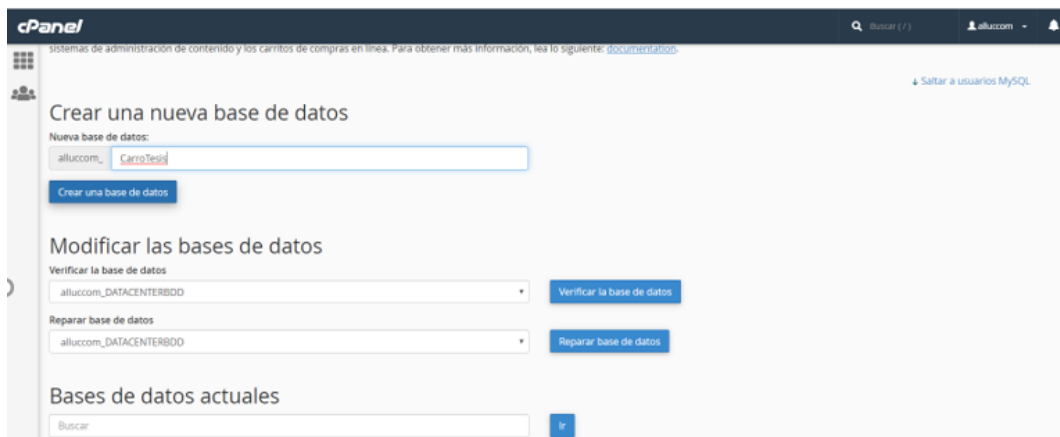 cPanel
Buscar ( / )
alluccom
sistemas de administración de contenido y los carritos de compras en línea. Para obtener más información, lea lo siguiente: documentation.
Saltar a usuarios MySQL
Crear una nueva base de datos
Nueva base de datos:
alluccom_ CarroTesis
Crear una base de datos
Modificar las bases de datos
Verificar la base de datos
alluccom_DATACENTERBDD
Verificar la base de datos
Reparar base de datos
alluccom_DATACENTERBDD
Reparar base de datos
Bases de datos actuales
Buscar
Ir